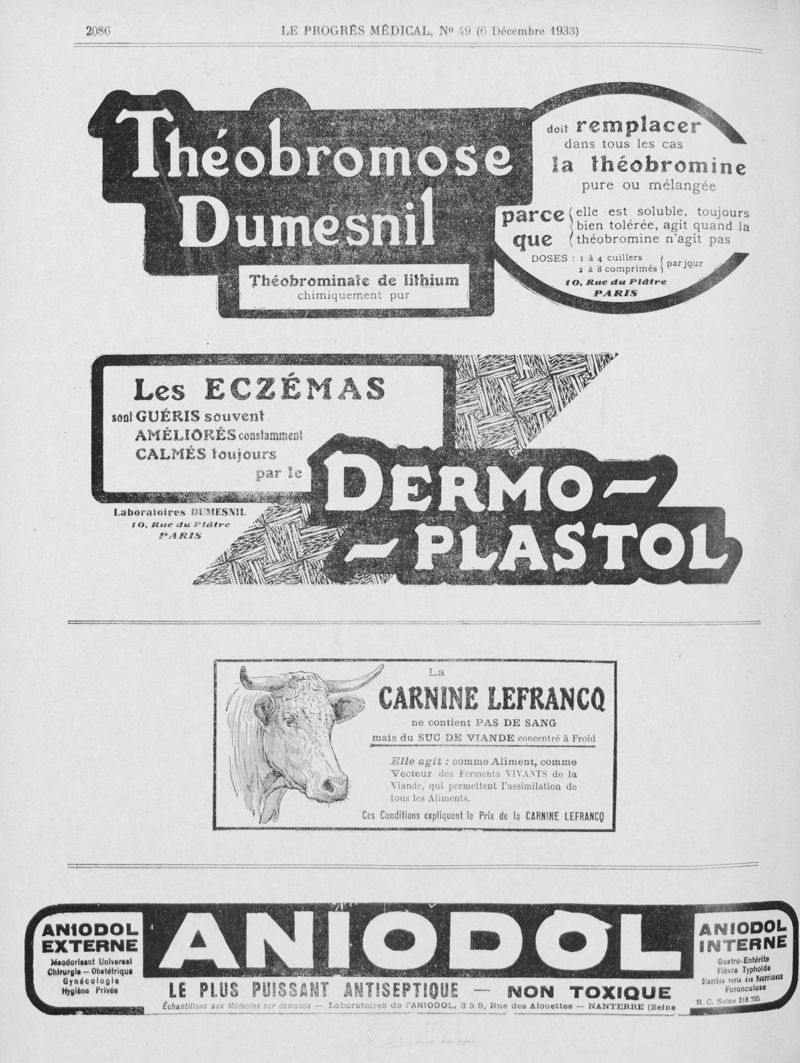 2086
LE PROGRÈS MÉDICAL, Nº 49 (6 Décembre 1933)
Théobromose
Dumesnil
Théobrominate de lithium
chimiquement pur
doit remplacer
dans tous les cas
la théobromine
pure ou mélangée
parce que
elle est soluble, toujours
bien tolérée, agit quand la
théobromine n'agit pas
DOSES : 1 à 4 cuillers
2 à 8 comprimés
par jour
10, Rue du Plâtre
PARIS
Les ECZÉMAS
sont GUÉRIS souvent
AMÉLIORÉS constamment
CALMÉS toujours
par le
DERMO-
-PLASTOL
Laboratoires DUMESNIL
10, Rue du Plâtre
PARIS
La
CARNINE LEFRANCQ
ne contient PAS DE SANG
mais du SUC DE VIANDE concentré à Froid
Elle agit : comme Aliment, comme
Vecteur des Ferments VIVANTS de la
Viande, qui permettent l'assimilation de
tous les Aliments.
Ces Conditions expliquent le Prix de la CARNINE LEFRANCQ
ANIODOL
EXTERNE
Désodorisant Universel
Chirurgie — Obstétrique
Gynécologie
Hygiène Privée
ANIODOL
LE PLUS PUISSANT ANTISEPTIQUE — NON TOXIQUE
Échantillons aux Médecins sur demande — Laboratoires de l'ANIODOL, 3 à 9, Rue des Alouettes — NANTERRE (Seine
ANIODOL
INTERNE
Gastro-Entérite
Fièvre Typhoïde
Diarrhée verte des Nourrissons
Furonculose
R. C. Seine 218.795